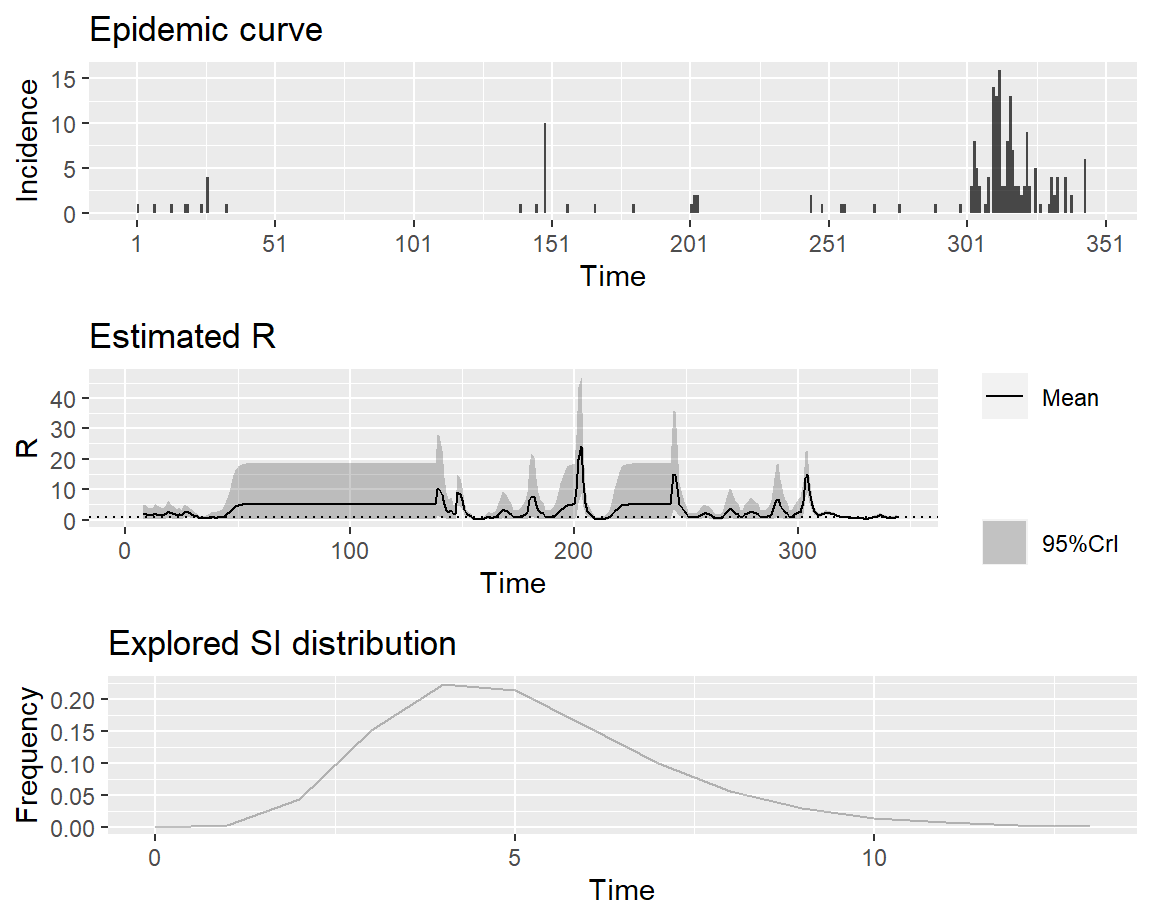 Epidemic curve
Incidence
15
10
5
0
1 51 101 151 201 251 301 351
Time
Estimated R
R
40
30
20
10
0
0 100 200 300
Time
Mean
95%CrI
Explored SI distribution
Frequency
0.20
0.15
0.10
0.05
0.00
0 5 10
Time